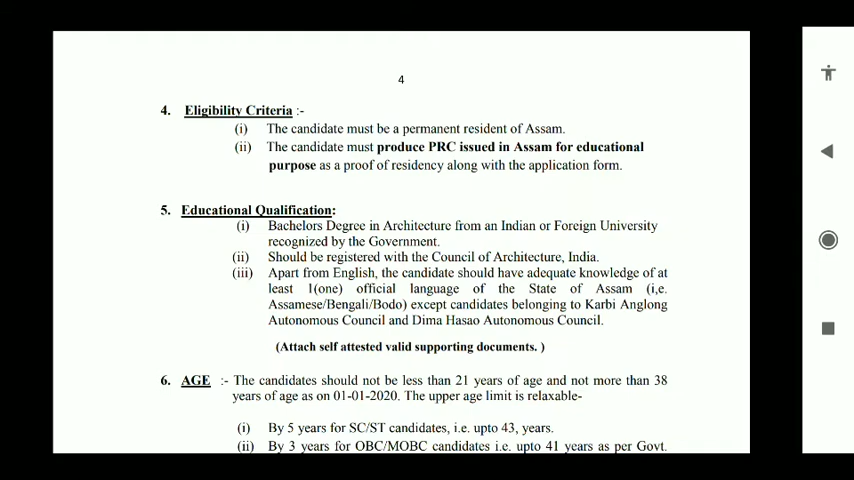 4
4. Eligibility Criteria :-
(i) The candidate must be a permanent resident of Assam.
(ii) The candidate must produce PRC issued in Assam for educational
purpose as a proof of residency along with the application form.
5. Educational Qualification:
(i) Bachelors Degree in Architecture from an Indian or Foreign University
recognized by the Government.
(ii) Should be registered with the Council of Architecture, India.
(iii) Apart from English, the candidate should have adequate knowledge of at
least 1(one) official language of the State of Assam (i,e.
Assamese/Bengali/Bodo) except candidates belonging to Karbi Anglong
Autonomous Council and Dima Hasao Autonomous Council.
(Attach self attested valid supporting documents. )
6. AGE :- The candidates should not be less than 21 years of age and not more than 38
years of age as on 01-01-2020. The upper age limit is relaxable-
(i) By 5 years for SC/ST candidates, i.e. upto 43, years.
(ii) By 3 years for OBC/MOBC candidates i.e. upto 41 years as per Govt.